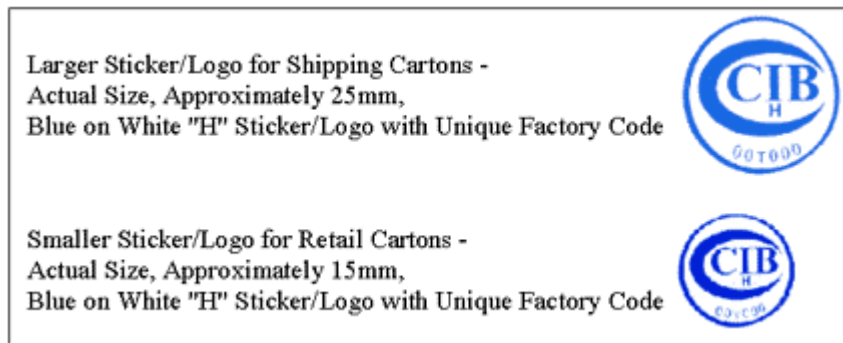 Larger Sticker/Logo for Shipping Cartons -
Actual Size, Approximately 25mm,
Blue on White "H" Sticker/Logo with Unique Factory Code
CIB
H
00T000
Smaller Sticker/Logo for Retail Cartons -
Actual Size, Approximately 15mm,
Blue on White "H" Sticker/Logo with Unique Factory Code
CIB
H